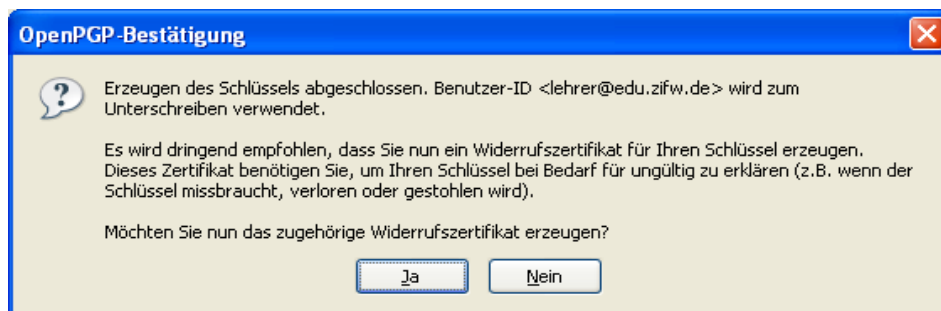 OpenPGP-Bestätigung
Erzeugen des Schlüssels abgeschlossen. Benutzer-ID <lehrer@edu.zifw.de> wird zum
Unterschreiben verwendet.
Es wird dringend empfohlen, dass Sie nun ein Widerrufszertifikat für Ihren Schlüssel erzeugen.
Dieses Zertifikat benötigen Sie, um Ihren Schlüssel bei Bedarf für ungültig zu erklären (z.B. wenn der
Schlüssel missbraucht, verloren oder gestohlen wird).
Möchten Sie nun das zugehörige Widerrufszertifikat erzeugen?
Ja
Nein